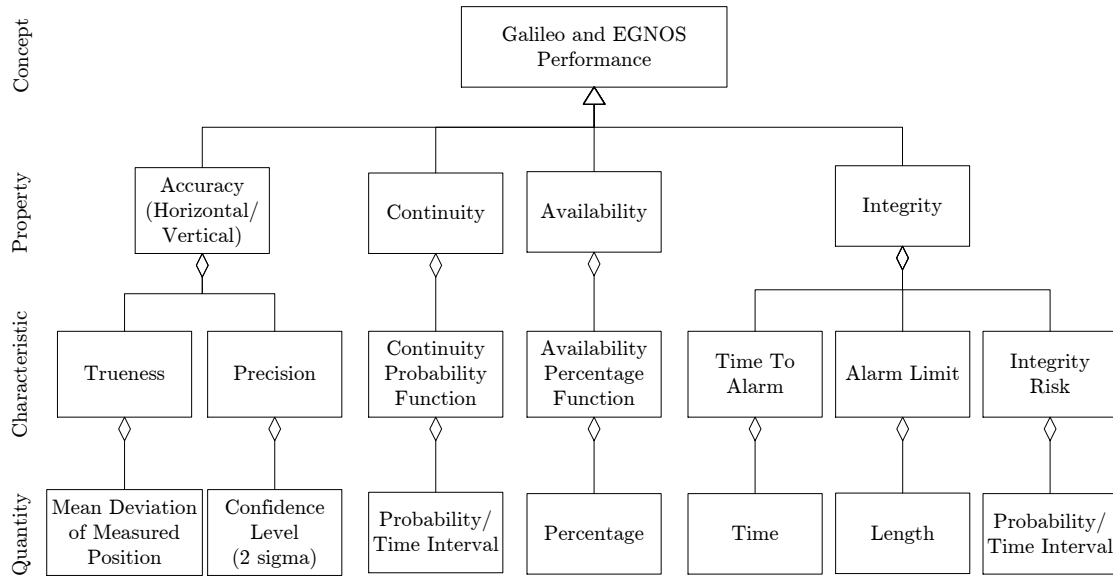 Concept
Galileo and EGNOS
Performance
Property
Accuracy
(Horizontal/
Vertical)
Continuity
Availability
Integrity
Characteristic
Trueness
Precision
Continuity
Probability
Function
Availability
Percentage
Function
Time To
Alarm
Alarm Limit
Integrity
Risk
Quantity
Mean Deviation
of Measured
Position
Confidence
Level
(2 sigma)
Probability/
Time Interval
Percentage
Time
Length
Probability/
Time Interval